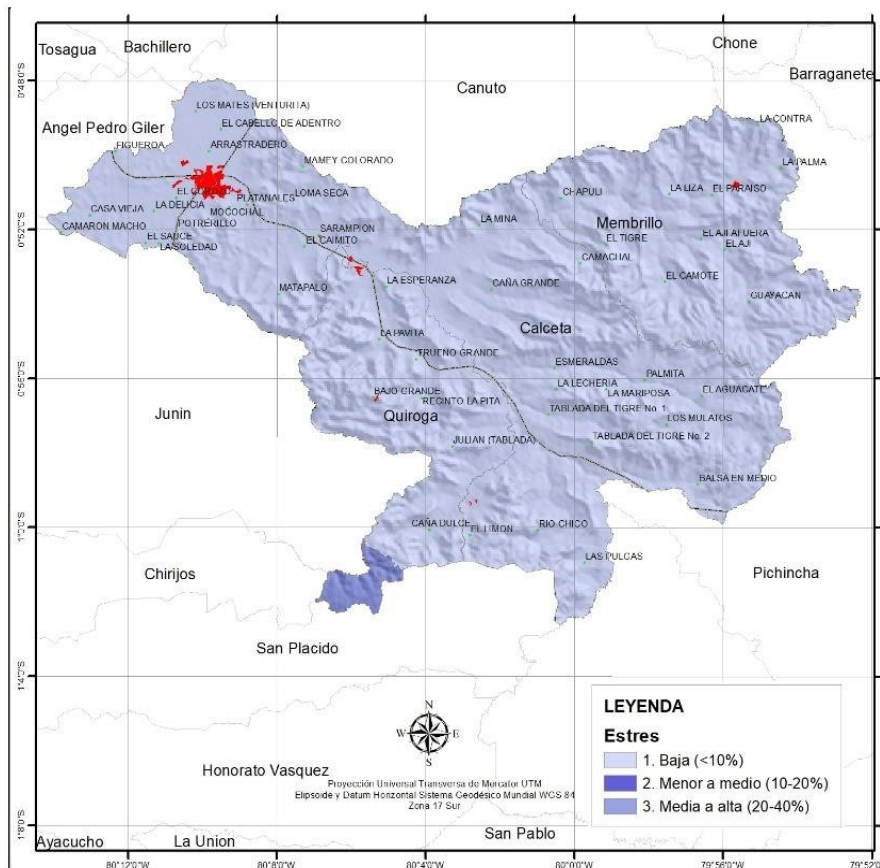 Tosagua
Bachillero
Chone
Barraganete
Canuto
Angel Pedro Giler
0°48'0"S
LOS MATES (VENTURITA)
EL CABELLO DE ADENTRO
ARRASTRADERO
FIGUEROA
MAMEY COLORADO
LA CONTRA
LA PALMA
LOMA SECA
PLATANALES
CHAPULI
LA LIZA
EL PARAISO
CASA VIEJA
LA DELICIA
MOCOCHAL
POTRERILLO
CAMARON MACHO
EL SAUCE
LA SOLEDAD
0°52'0"S
SARAMPION
EL CAIMITO
LA MINA
Membrillo
EL TIGRE
EL AJI AFUERA
EL AJI
CAMACHAL
MATAPALO
LA ESPERANZA
CAÑA GRANDE
EL CAMOTE
GUAYACAN
Calceta
LA PAVITA
TRUENO GRANDE
ESMERALDAS
0°56'0"S
BAJO GRANDE
RECINTO LA PITA
LA LECHERIA
PALMITA
LA MARIPOSA
EL AGUACATE
Junin
Quiroga
TABLADA DEL TIGRE No. 1
LOS MULATOS
JULIAN (TABLADA)
TABLADA DEL TIGRE No. 2
BALSA EN MEDIO
1°0'0"S
CAÑA DULCE
EL LIMON
RIO CHICO
LAS PULGAS
Chirijos
Pichincha
San Placido
1°4'0"S
N
W
E
S
LEYENDA
Estres
1. Baja (<10%)
2. Menor a medio (10-20%)
3. Media a alta (20-40%)
Honorato Vasquez
Proyección Universal Transversa de Mercator UTM
Elipsoide y Datum Horizontal Sistema Geodésico Mundial WGS 84
Zona 17 Sur
1°8'0"S
Ayacucho
La Union
San Pablo
80°12'0"W
80°8'0"W
80°4'0"W
80°0'0"W
79°56'0"W
79°52'0"W